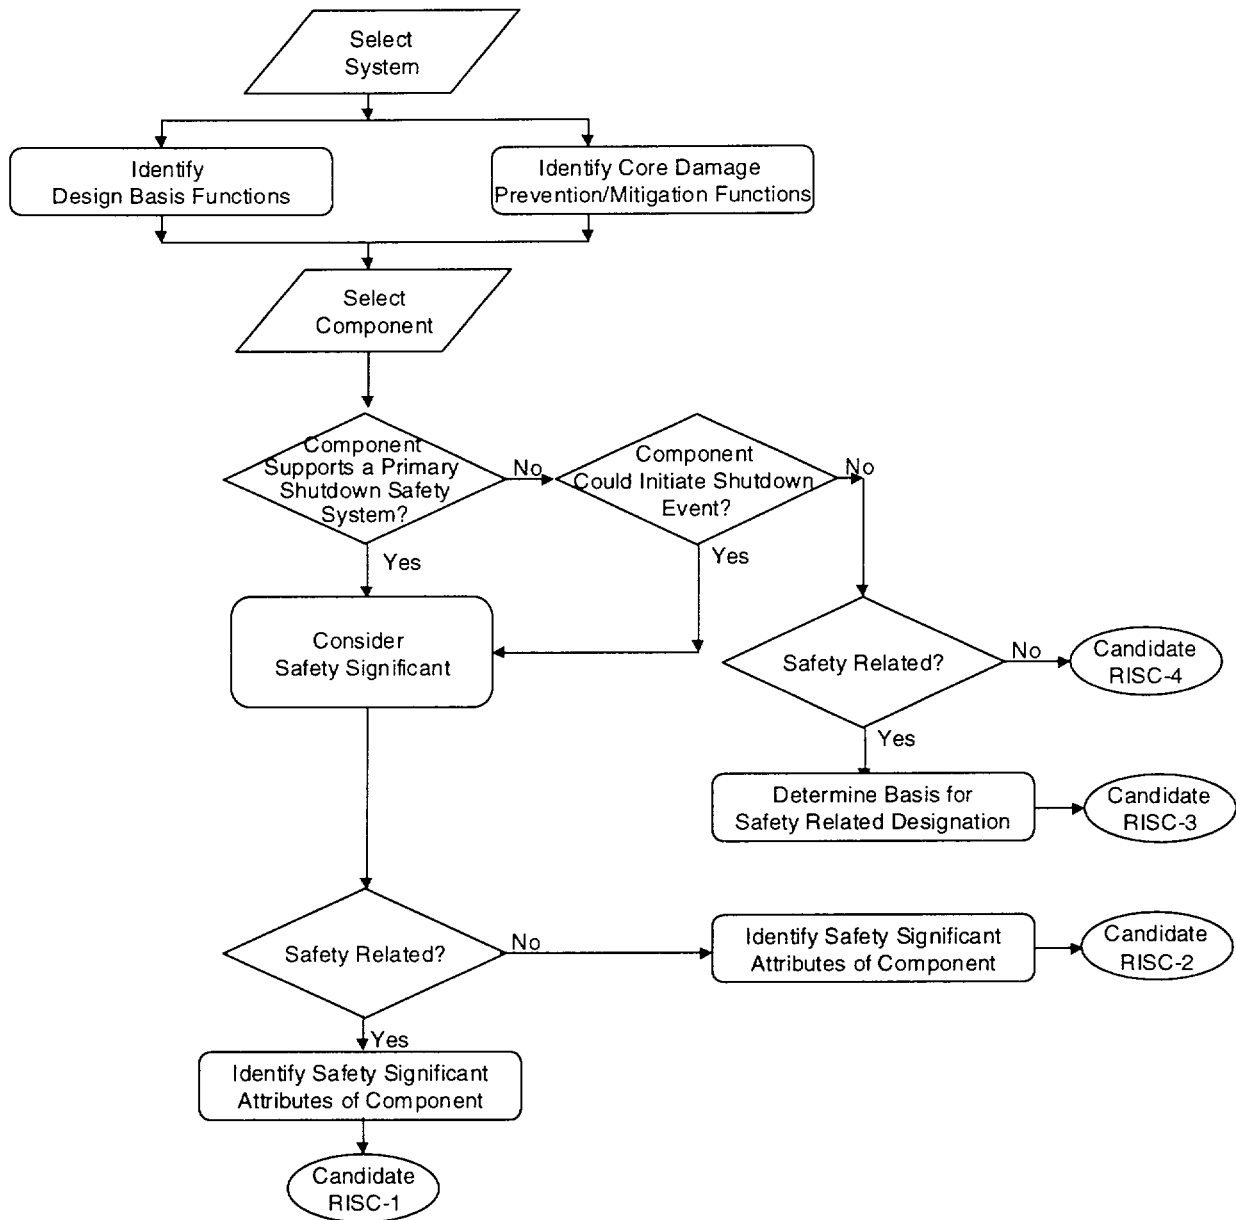 Select
System
Identify
Design Basis Functions
Identify Core Damage
Prevention/Mitigation Functions
Select
Component
Component
Supports a Primary
Shutdown Safety
System?
No
Component
Could Initiate Shutdown
Event?
No
Yes
Yes
Consider
Safety Significant
Safety Related?
No
Candidate
RISC-4
Yes
Determine Basis for
Safety Related Designation
Candidate
RISC-3
Safety Related?
No
Identify Safety Significant
Attributes of Component
Candidate
RISC-2
Yes
Identify Safety Significant
Attributes of Component
Candidate
RISC-1